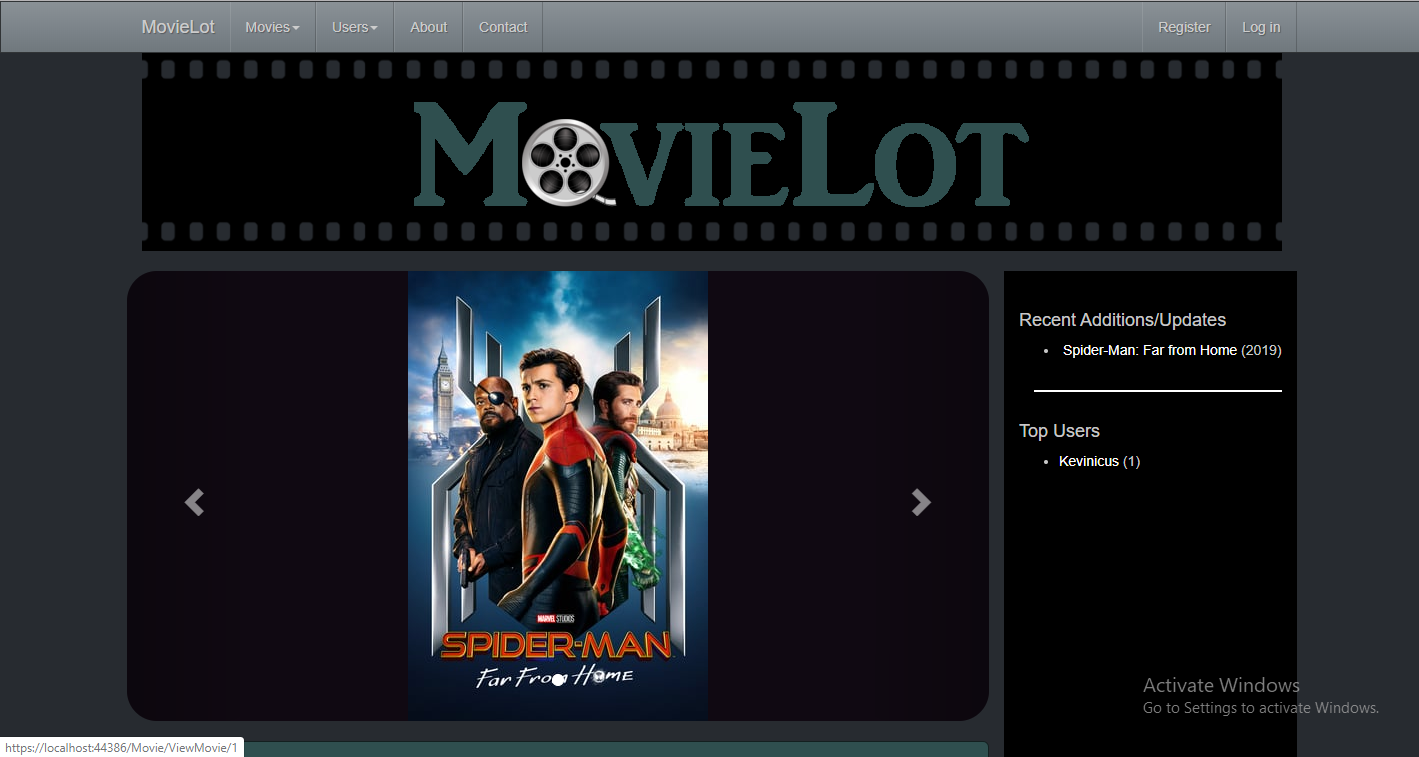 MovieLot Movies Users About Contact Register Log in
MovieLot
Recent Additions/Updates
Spider-Man: Far from Home (2019)
Top Users
Kevinicus (1)
MARVEL STUDIOS
SPIDER-MAN
Far From Home
Activate Windows
Go to Settings to activate Windows.
https://localhost:44386/Movie/ViewMovie/1